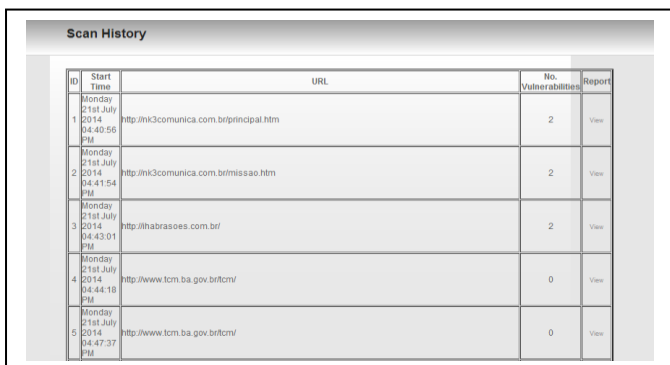 Scan History
ID Start Time URL No. Vulnerabilities Report
1 Monday 21st July 2014 04:40:56 PM http://nk3comunica.com.br/principal.htm 2 View
2 Monday 21st July 2014 04:41:54 PM http://nk3comunica.com.br/missao.htm 2 View
3 Monday 21st July 2014 04:43:01 PM http://ihabrasoes.com.br/ 2 View
4 Monday 21st July 2014 04:44:18 PM http://www.tcm.ba.gov.br/tcm/ 0 View
5 Monday 21st July 2014 04:47:37 PM http://www.tcm.ba.gov.br/tcm/ 0 View